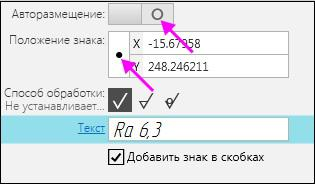 Авторазмещение:
Положение знака:
X -15.67958
Y 248.246211
Способ обработки:
Не устанавливает...
Текст Ra 6,3
Добавить знак в скобках